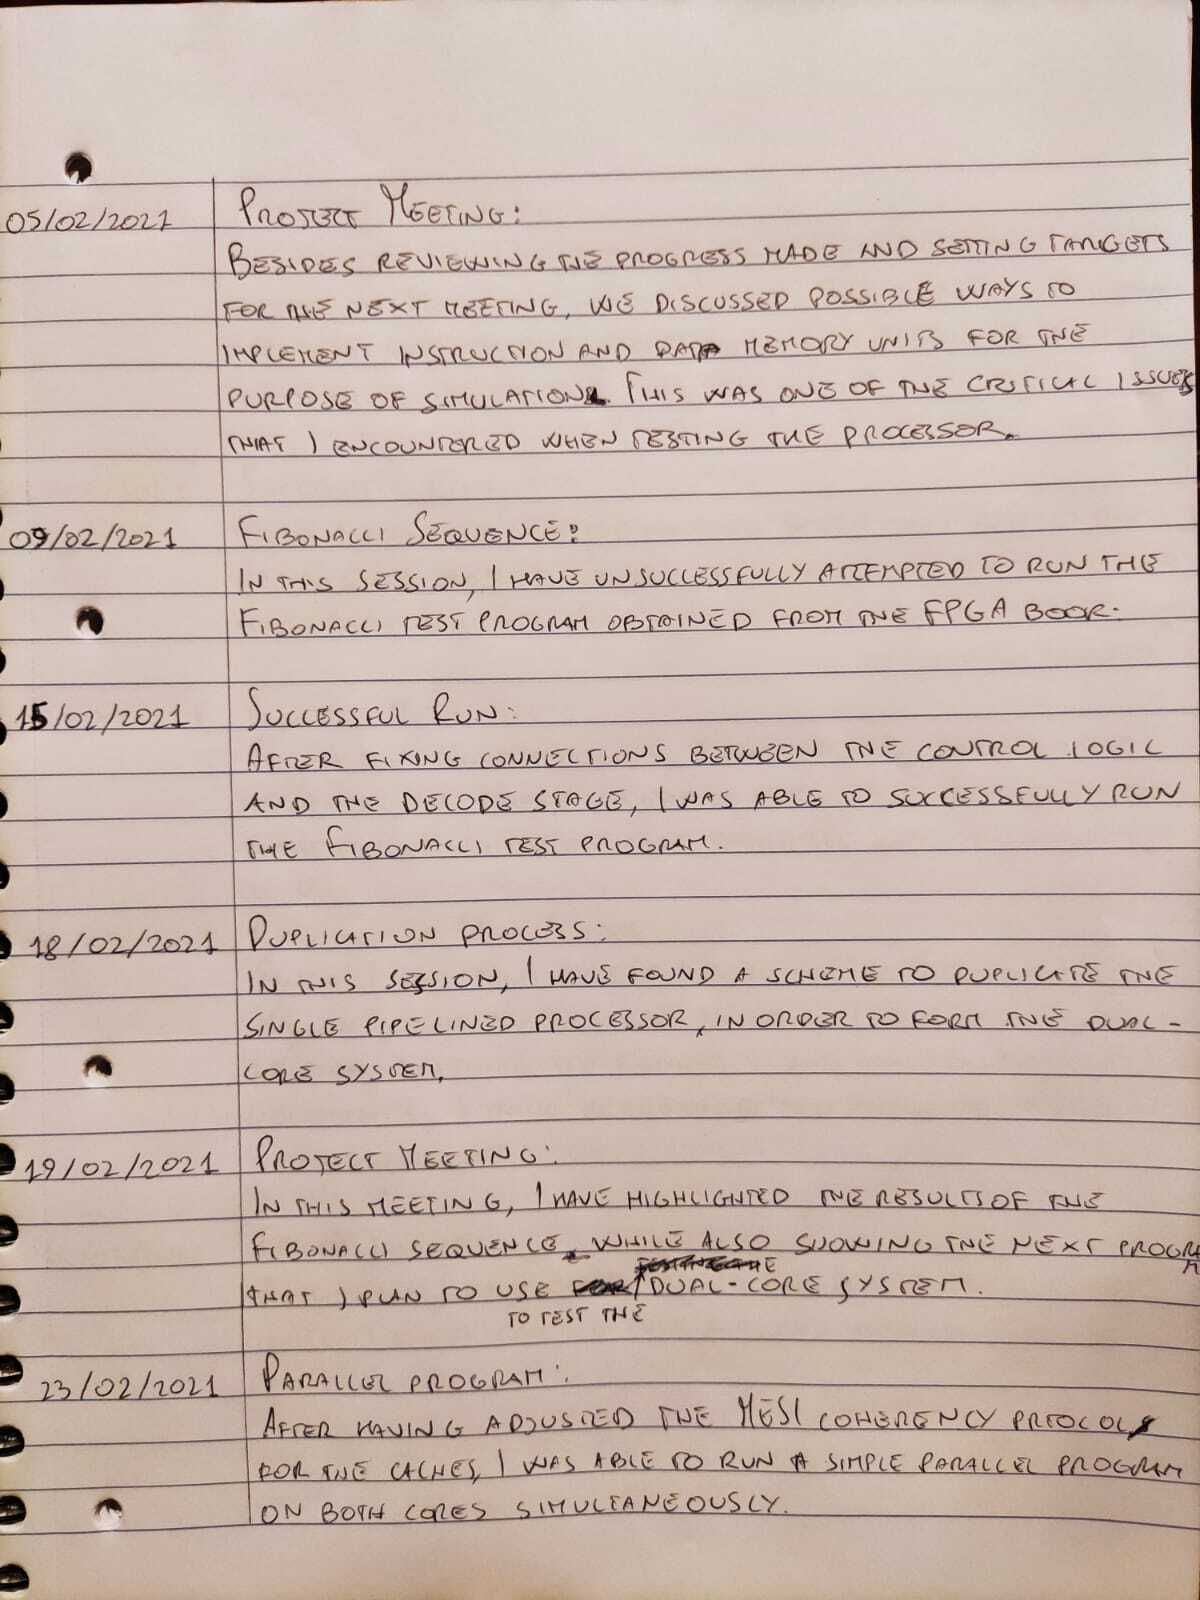 05/02/2021 PROJECT MEETING:
BESIDES REVIEWING THE PROGRESS MADE AND SETTING TARGETS
FOR THE NEXT MEETING, WE DISCUSSED POSSIBLE WAYS TO
IMPLEMENT INSTRUCTION AND DATA MEMORY UNITS FOR THE
PURPOSE OF SIMULATION. THIS WAS ONE OF THE CRITICAL ISSUES
THAT I ENCOUNTERED WHEN TESTING THE PROCESSOR.
09/02/2021 FIBONACCI SEQUENCE:
IN THIS SESSION, I HAVE UNSUCCESSFULLY ATTEMPTED TO RUN THE
FIBONACCI TEST PROGRAM OBTAINED FROM THE FPGA BOOK.
15/02/2021 SUCCESSFUL RUN:
AFTER FIXING CONNECTIONS BETWEEN THE CONTROL LOGIC
AND THE DECODE STAGE, I WAS ABLE TO SUCCESSFULLY RUN
THE FIBONACCI TEST PROGRAM.
18/02/2021 DUPLICATION PROCESS:
IN THIS SESSION, I HAVE FOUND A SCHEME TO DUPLICATE THE
SINGLE PIPELINED PROCESSOR, IN ORDER TO FORM THE DUAL-
CORE SYSTEM.
19/02/2021 PROJECT MEETING:
IN THIS MEETING, I HAVE HIGHLIGHTED THE RESULTS OF THE
FIBONACCI SEQUENCE, WHILE ALSO SHOWING THE NEXT PROGRAM
THAT I PLAN TO USE DUAL-CORE SYSTEM.
TO TEST THE
23/02/2021 PARALLEL PROGRAM:
AFTER HAVING ADJUSTED THE MESI COHERENCY PRTOCOL
FOR THE CACHES, I WAS ABLE TO RUN A SIMPLE PARALLEL PROGRAM
ON BOTH CORES SIMULTANEOUSLY.